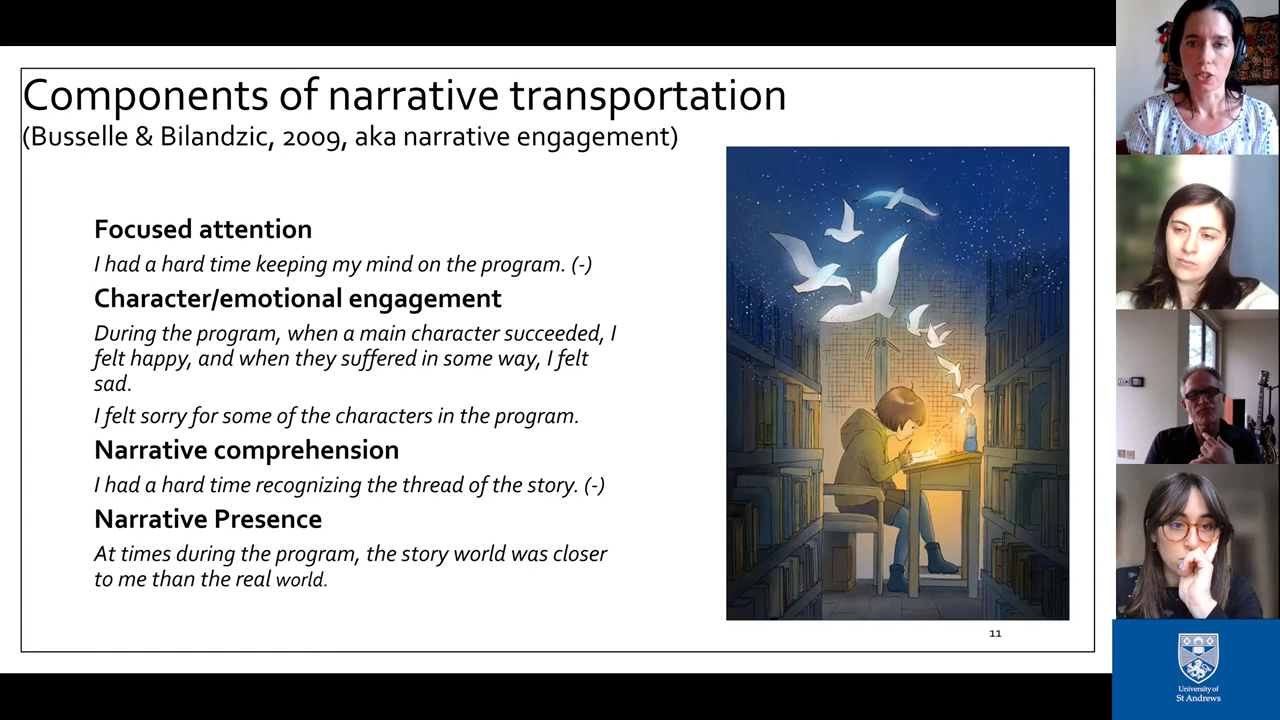 Components of narrative transportation
(Busselle & Bilandzic, 2009, aka narrative engagement)
Focused attention
I had a hard time keeping my mind on the program. (-)
Character/emotional engagement
During the program, when a main character succeeded, I
felt happy, and when they suffered in some way, I felt
sad.
I felt sorry for some of the characters in the program.
Narrative comprehension
I had a hard time recognizing the thread of the story. (-)
Narrative Presence
At times during the program, the story world was closer
to me than the real world.
11
University of
St Andrews